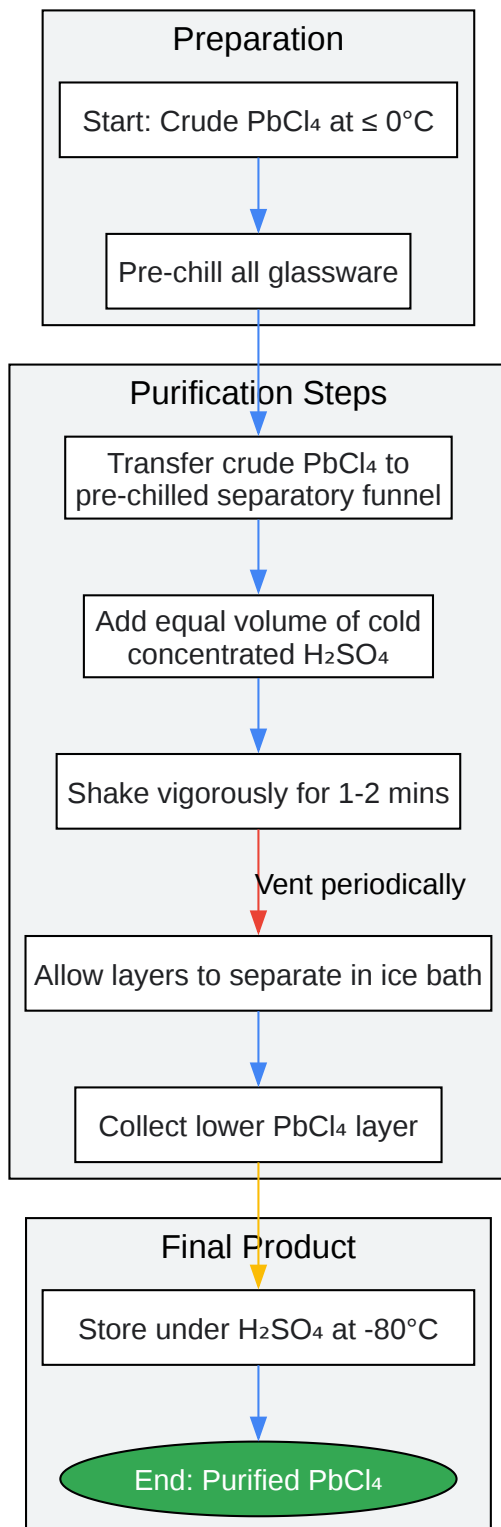 Preparation
Start: Crude PbCl₄ at ≤ 0°C
Pre-chill all glassware
Purification Steps
Transfer crude PbCl₄ to
pre-chilled separatory funnel
Add equal volume of cold
concentrated H₂SO₄
Shake vigorously for 1-2 mins
Vent periodically
Allow layers to separate in ice bath
Collect lower PbCl₄ layer
Final Product
Store under H₂SO₄ at -80°C
End: Purified PbCl₄